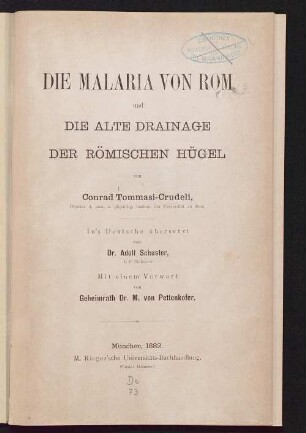 DIE MALARIA VON ROM
und
DIE ALTE DRAINAGE
DER RÖMISCHEN HÜGEL
von
Conrad Tommasi-Crudeli,
In's Deutsche übersetzt
von
Dr. Adolf Schuster,
Mit einem Vorwort
von
Geheimrath Dr. M. von Pettenkofer.
München, 1882.
M. Rieger'sche Universitäts-Buchhandlung.